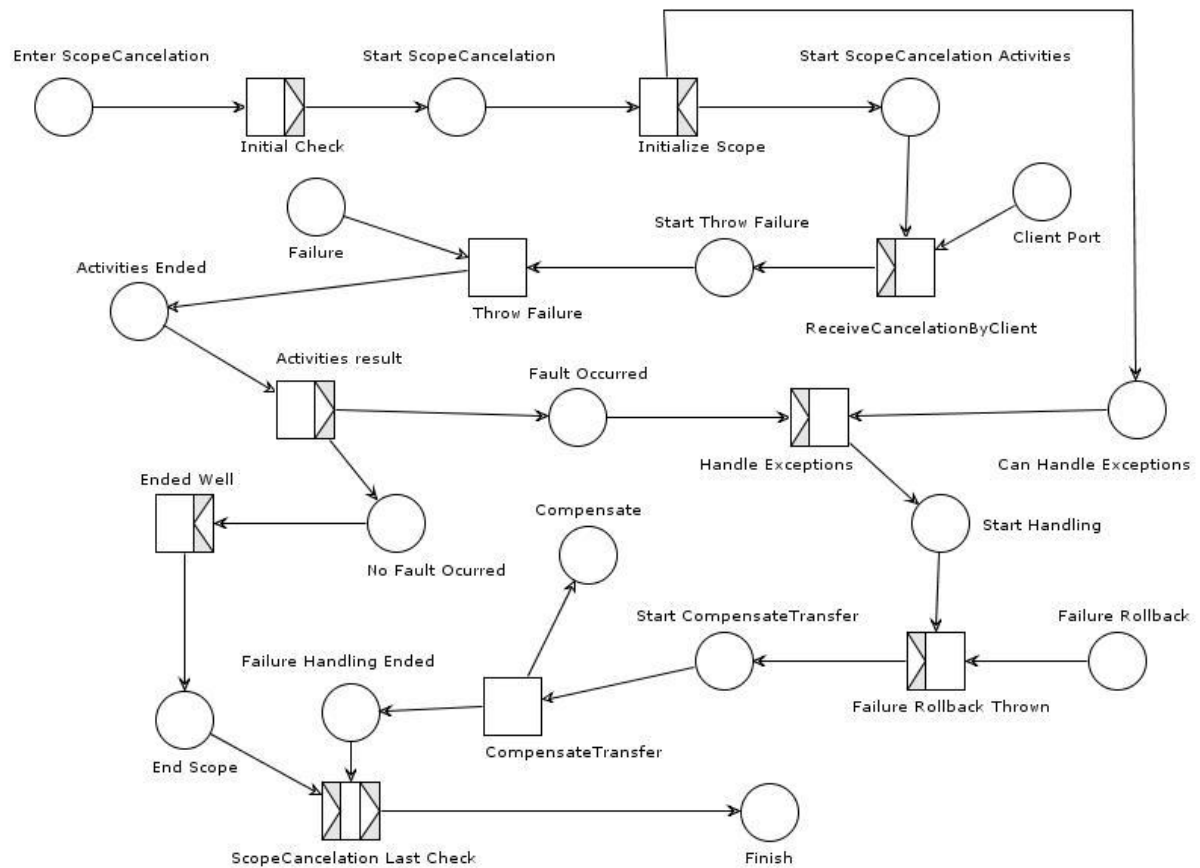 Enter ScopeCancelation
Start ScopeCancelation
Start ScopeCancelation Activities
Initial Check
Initialize Scope
Start Throw Failure
Failure
Client Port
Activities Ended
Throw Failure
ReceiveCancelationByClient
Activities result
Fault Occurred
Handle Exceptions
Can Handle Exceptions
Ended Well
Compensate
Start Handling
No Fault Ocurred
Start CompensateTransfer
Failure Rollback
Failure Handling Ended
Failure Rollback Thrown
CompensateTransfer
End Scope
ScopeCancelation Last Check
Finish